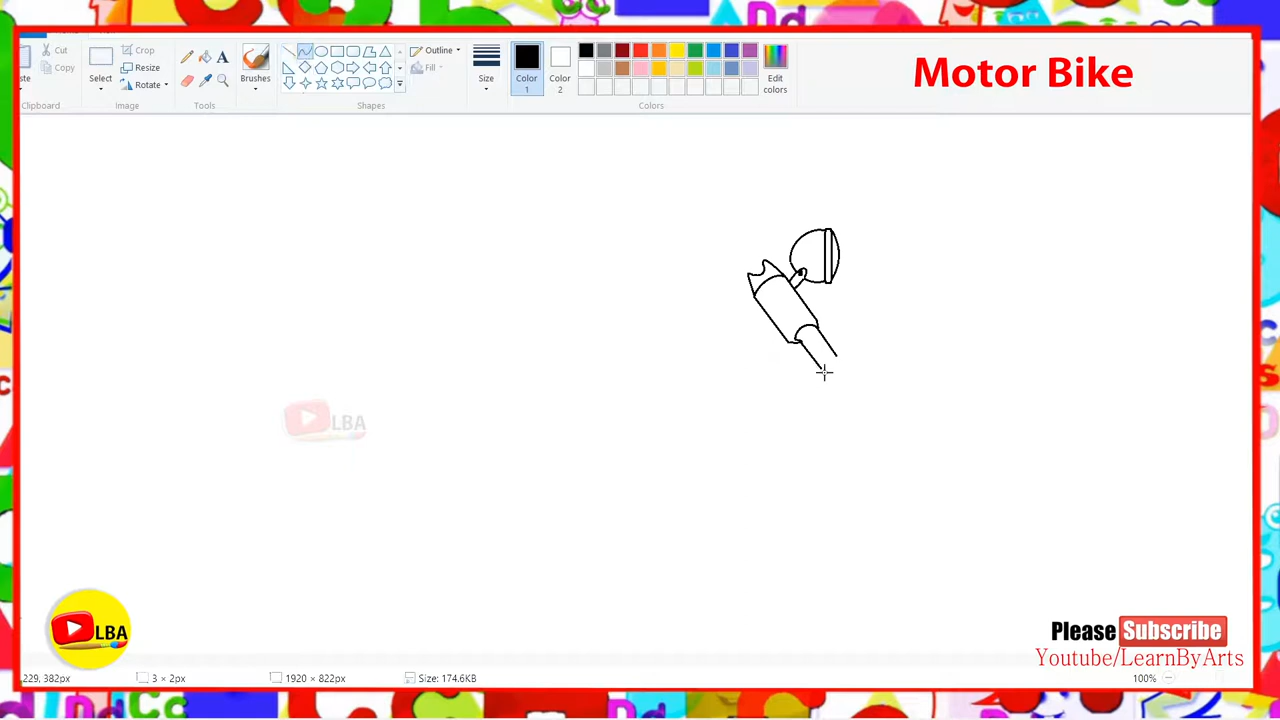 Cut
Copy
Clipboard
Select
Crop
Resize
Rotate
Image
Tools
Brushes
Shapes
Outline
Fill
Size
Color
1
Color
2
Edit
colors
Colors
Motor Bike
LBA
LBA
Please Subscribe
Youtube/LearnByArts
229, 382px
3 × 2px
1920 × 822px
Size: 174.6KB
100%